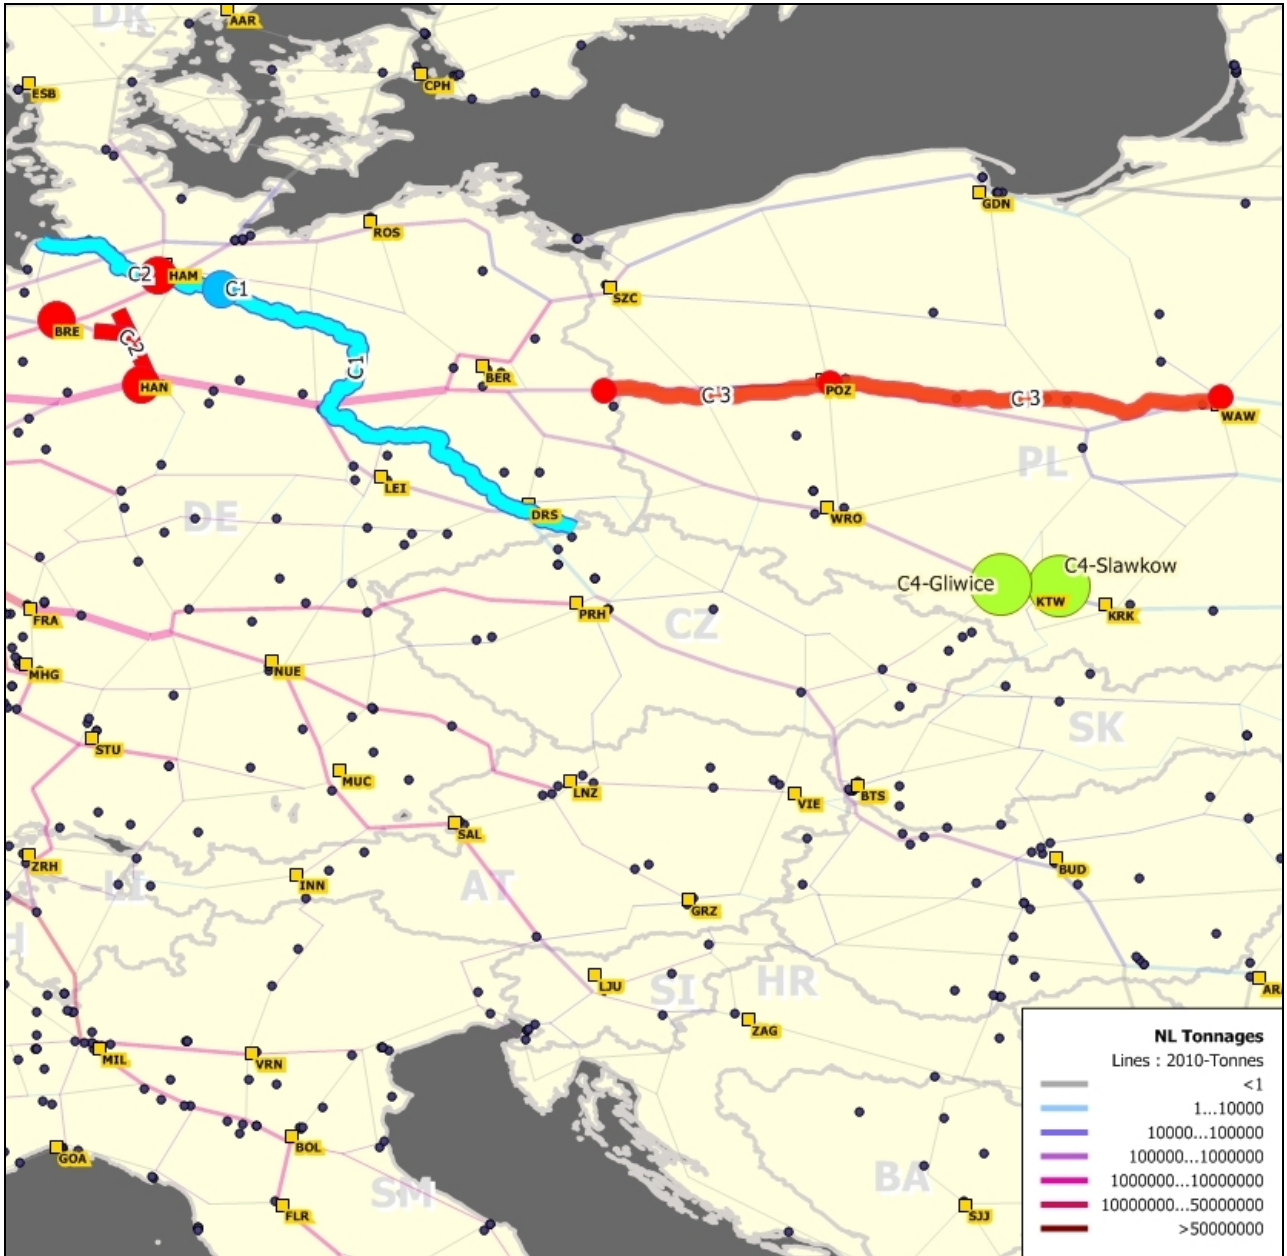 DK
AAR
ESB
CPH
GDN
ROS
C2
HAM
C1
SZC
BRE
C2
HAN
C1
BER
C-3
POZ
C-3
WAW
PL
LEI
DE
DRS
WRO
C4-Gliwice
C4-Slawkow
KTW
KRK
FRA
PRH
CZ
MHG
NUE
SK
STU
MUC
LNZ
VIE
BTS
SAL
ZRH
INN
LI
AT
BUD
GRZ
H
LJU
SI
HR
AR
ZAG
MIL
VRN
BOL
GOA
SM
FLR
BA
SJJ
NL Tonnages
Lines : 2010-Tonnes
<1
1...10000
10000...100000
100000...1000000
1000000...10000000
10000000...50000000
>50000000